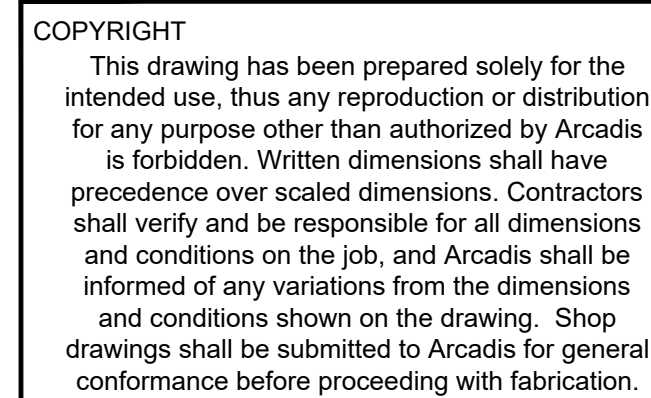 COPYRIGHT
This drawing has been prepared solely for the
intended use, thus any reproduction or distribution
for any purpose other than authorized by Arcadis
is forbidden. Written dimensions shall have
precedence over scaled dimensions. Contractors
shall verify and be responsible for all dimensions
and conditions on the job, and Arcadis shall be
informed of any variations from the dimensions
and conditions shown on the drawing.  Shop
drawings shall be submitted to Arcadis for general
conformance before proceeding with fabrication.